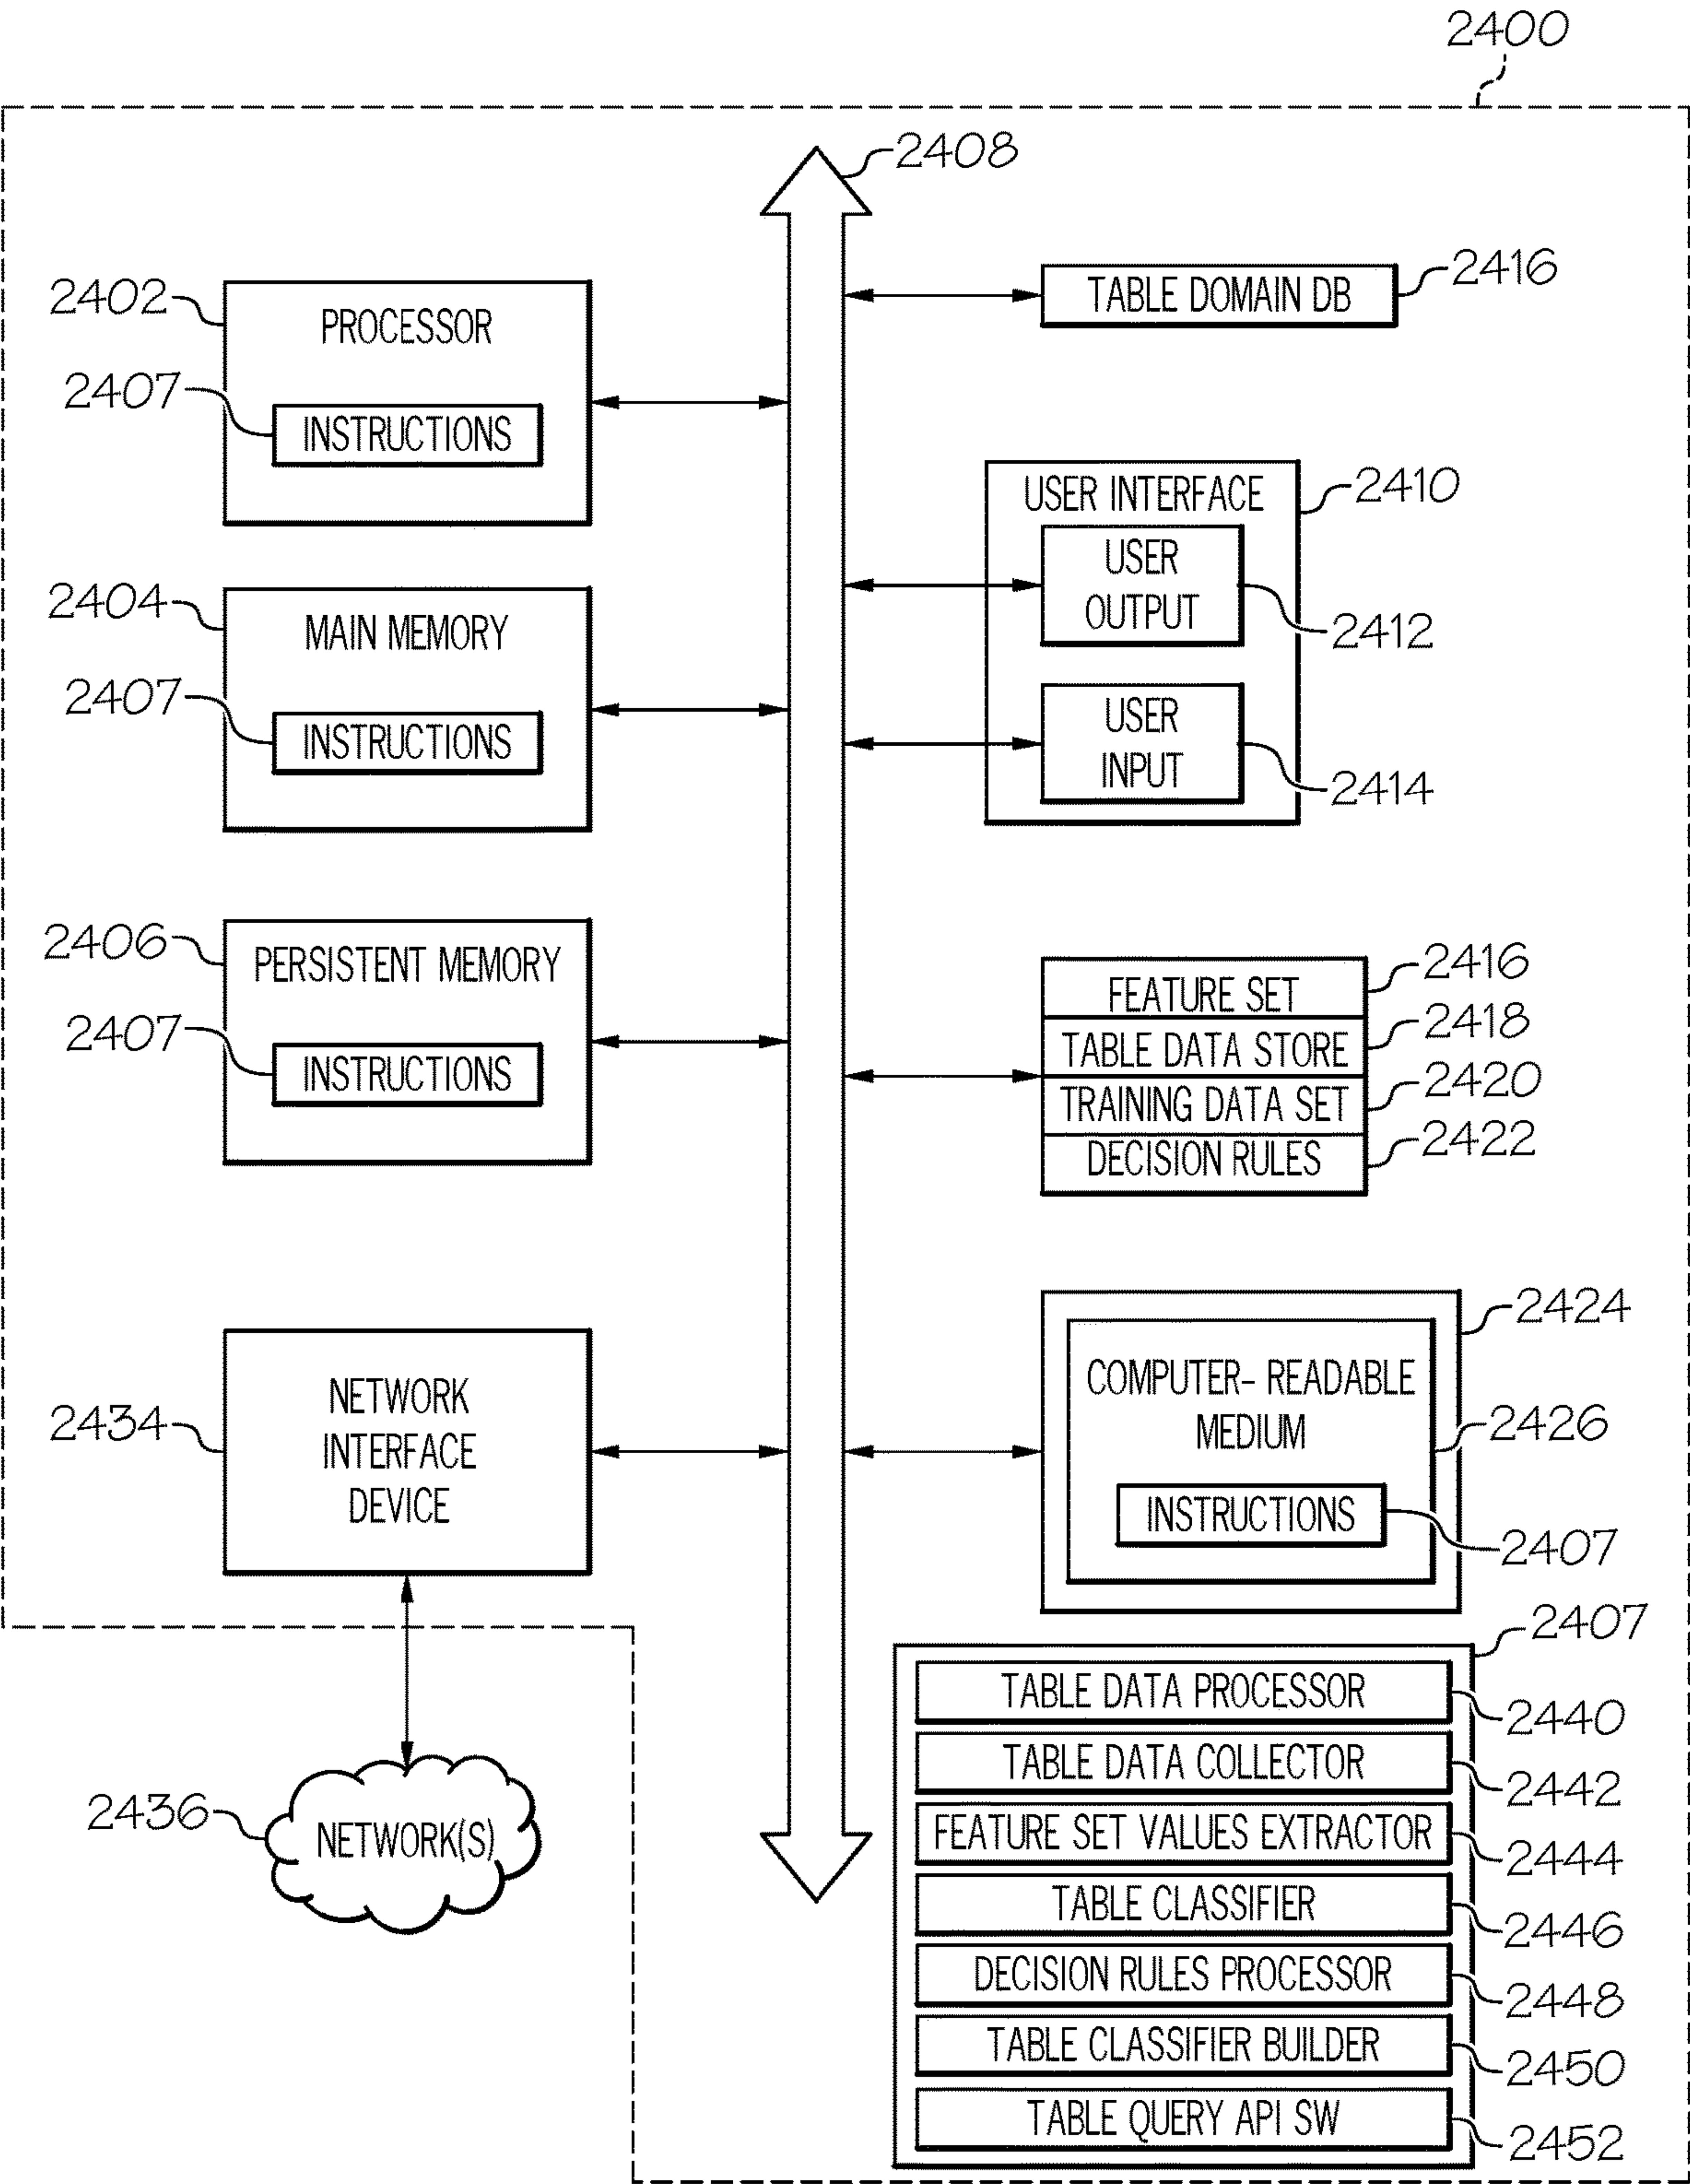 2400
2408
2402
PROCESSOR
2407
INSTRUCTIONS
2404
MAIN MEMORY
2407
INSTRUCTIONS
2406
PERSISTENT MEMORY
2407
INSTRUCTIONS
2434
NETWORK
INTERFACE
DEVICE
2436
NETWORK(S)
TABLE DOMAIN DB
2416
USER INTERFACE
2410
USER
OUTPUT
2412
USER
INPUT
2414
FEATURE SET
2416
TABLE DATA STORE
2418
TRAINING DATA SET
2420
DECISION RULES
2422
2424
COMPUTER- READABLE
MEDIUM
2426
INSTRUCTIONS
2407
2407
TABLE DATA PROCESSOR
2440
TABLE DATA COLLECTOR
2442
FEATURE SET VALUES EXTRACTOR
2444
TABLE CLASSIFIER
2446
DECISION RULES PROCESSOR
2448
TABLE CLASSIFIER BUILDER
2450
TABLE QUERY API SW
2452